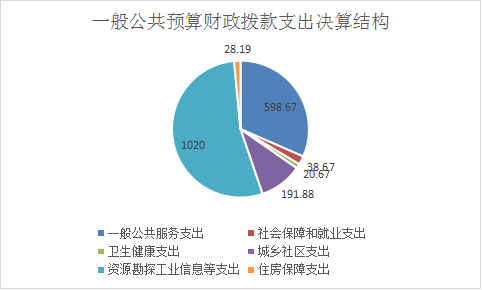 一般公共预算财政拨款支出决算结构
28.19
598.67
1020
38.67
20.67
191.88
一般公共服务支出 社会保障和就业支出
卫生健康支出 城乡社区支出
资源勘探工业信息等支出 住房保障支出